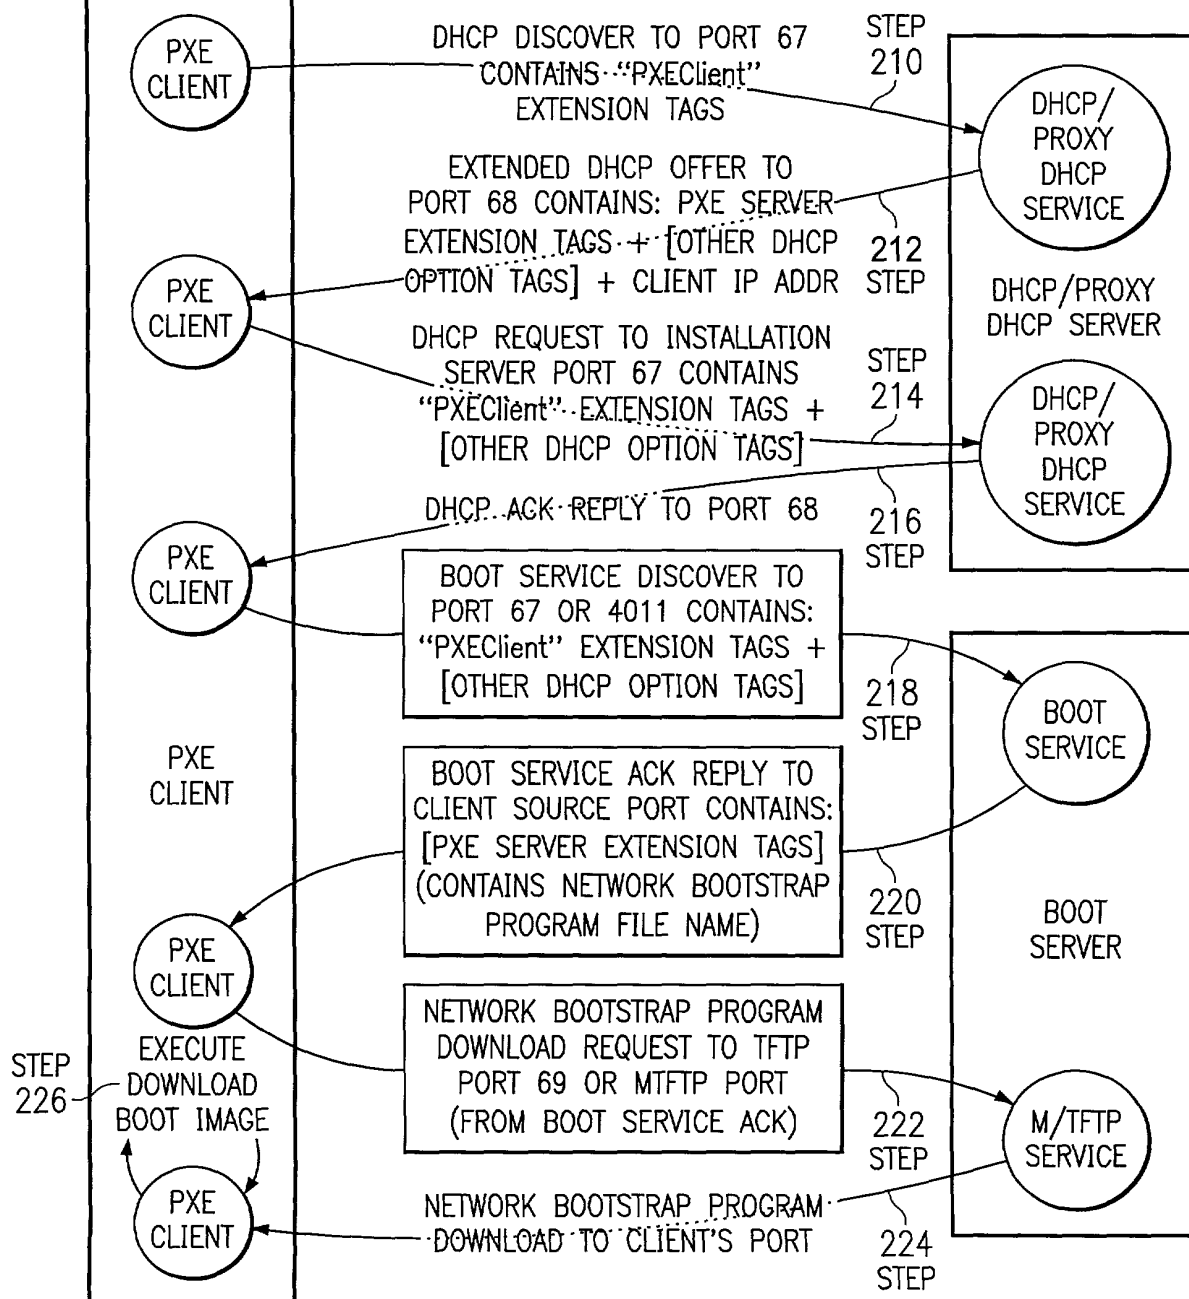 PXE
CLIENT
DHCP DISCOVER TO PORT 67
CONTAINS "PXEClient"
EXTENSION TAGS
STEP
210
DHCP/
PROXY
DHCP
SERVICE
EXTENDED DHCP OFFER TO
PORT 68 CONTAINS: PXE SERVER
EXTENSION TAGS + [OTHER DHCP
OPTION TAGS] + CLIENT IP ADDR
212
STEP
PXE
CLIENT
DHCP/PROXY
DHCP SERVER
DHCP REQUEST TO INSTALLATION
SERVER PORT 67 CONTAINS
"PXEClient" EXTENSION TAGS +
[OTHER DHCP OPTION TAGS]
STEP
214
DHCP/
PROXY
DHCP
SERVICE
DHCP ACK REPLY TO PORT 68
216
STEP
PXE
CLIENT
BOOT SERVICE DISCOVER TO
PORT 67 OR 4011 CONTAINS:
"PXEClient" EXTENSION TAGS +
[OTHER DHCP OPTION TAGS]
218
STEP
BOOT
SERVICE
PXE
CLIENT
BOOT SERVICE ACK REPLY TO
CLIENT SOURCE PORT CONTAINS:
[PXE SERVER EXTENSION TAGS]
(CONTAINS NETWORK BOOTSTRAP
PROGRAM FILE NAME)
220
STEP
BOOT
SERVER
PXE
CLIENT
NETWORK BOOTSTRAP PROGRAM
DOWNLOAD REQUEST TO TFTP
PORT 69 OR MTFTP PORT
(FROM BOOT SERVICE ACK)
222
STEP
M/TFTP
SERVICE
STEP
226
EXECUTE
DOWNLOAD
BOOT IMAGE
PXE
CLIENT
NETWORK BOOTSTRAP PROGRAM
DOWNLOAD TO CLIENT'S PORT
224
STEP